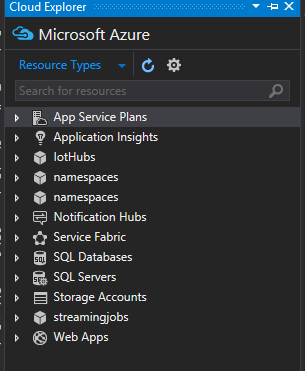 Cloud Explorer
Microsoft Azure
Resource Types
Search for resources
App Service Plans
Application Insights
IotHubs
namespaces
namespaces
Notification Hubs
Service Fabric
SQL Databases
SQL Servers
Storage Accounts
streamingjobs
Web Apps